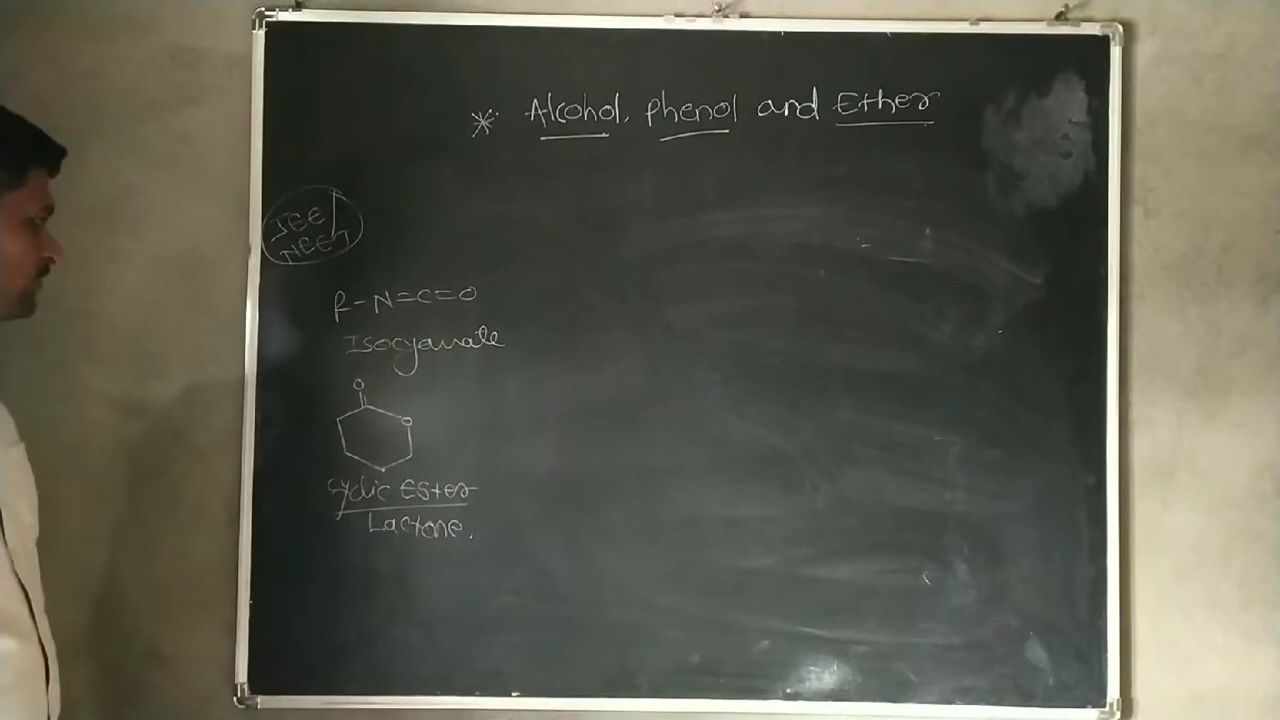 * Alcohol, phenol and Ether
JEE/
NEET
R-N=C=O
Isocyanate
O
O
Cyclic Ester
Lactone.